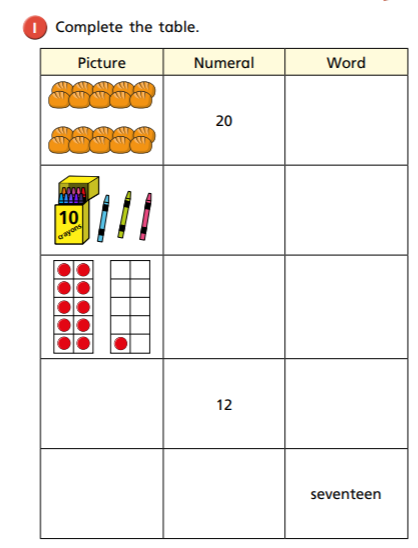 1 Complete the table.
Picture Numeral Word
20
10
crayons
12
seventeen